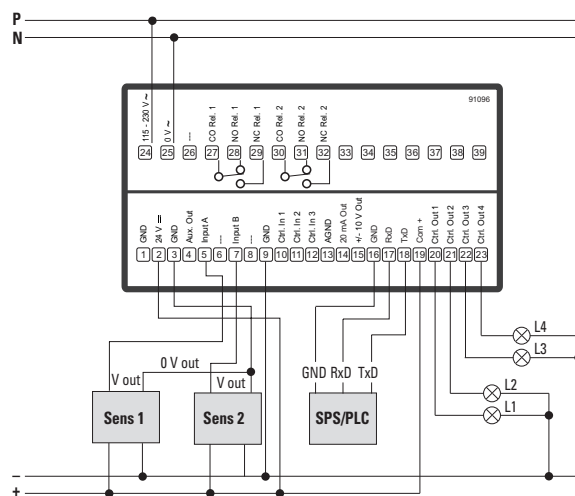 P
N
91096
115 - 230 V ~
0 V ~
---
CO Rel. 1
NO Rel. 1
NC Rel. 1
CO Rel. 2
NO Rel. 2
NC Rel. 2
24 25 26 27 28 29 30 31 32 33 34 35 36 37 38 39
GND
24 V
GND
Aux. Out
Input A
---
Input B
---
GND
Ctrl. In 1
Ctrl. In 2
Ctrl. In 3
AGND
20 mA Out
+/- 10 V Out
GND
RxD
TxD
Com +
Ctrl. Out 1
Ctrl. Out 2
Ctrl. Out 3
Ctrl. Out 4
1 2 3 4 5 6 7 8 9 10 11 12 13 14 15 16 17 18 19 20 21 22 23
L4
L3
0 V out
GND RxD TxD
V out
V out
L2
L1
Sens 1
Sens 2
SPS/PLC
–
+